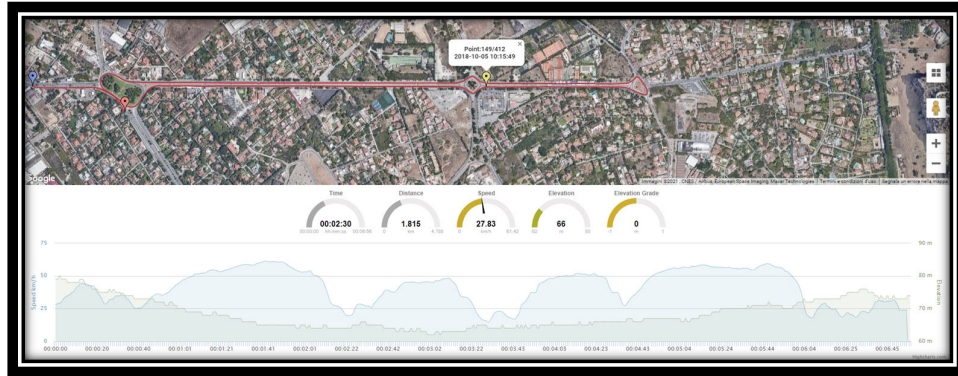 Point:149/412
2018-10-05 10:15:49
Google
Immagini ©2021 , CNES / Airbus, European Space Imaging, Maxar Technologies
Termini e condizioni d'uso
Segnala un errore nella mappa
Time
Distance
Speed
Elevation
Elevation Grade
00:02:30
1.815
27.83
66
0
00:00:00 hh:mm:ss
0 km
0 km/h 61.42
62 m
-1 m 1
75
50
25
0
Speed km/h
90 m
80 m
70 m
60 m
Elevation
00:00:00 00:00:20 00:00:40 00:01:01 00:01:21 00:01:41 00:02:01 00:02:22 00:02:42 00:03:02 00:03:22 00:03:43 00:04:03 00:04:23 00:04:43 00:05:04 00:05:24 00:05:44 00:06:04 00:06:25 00:06:45